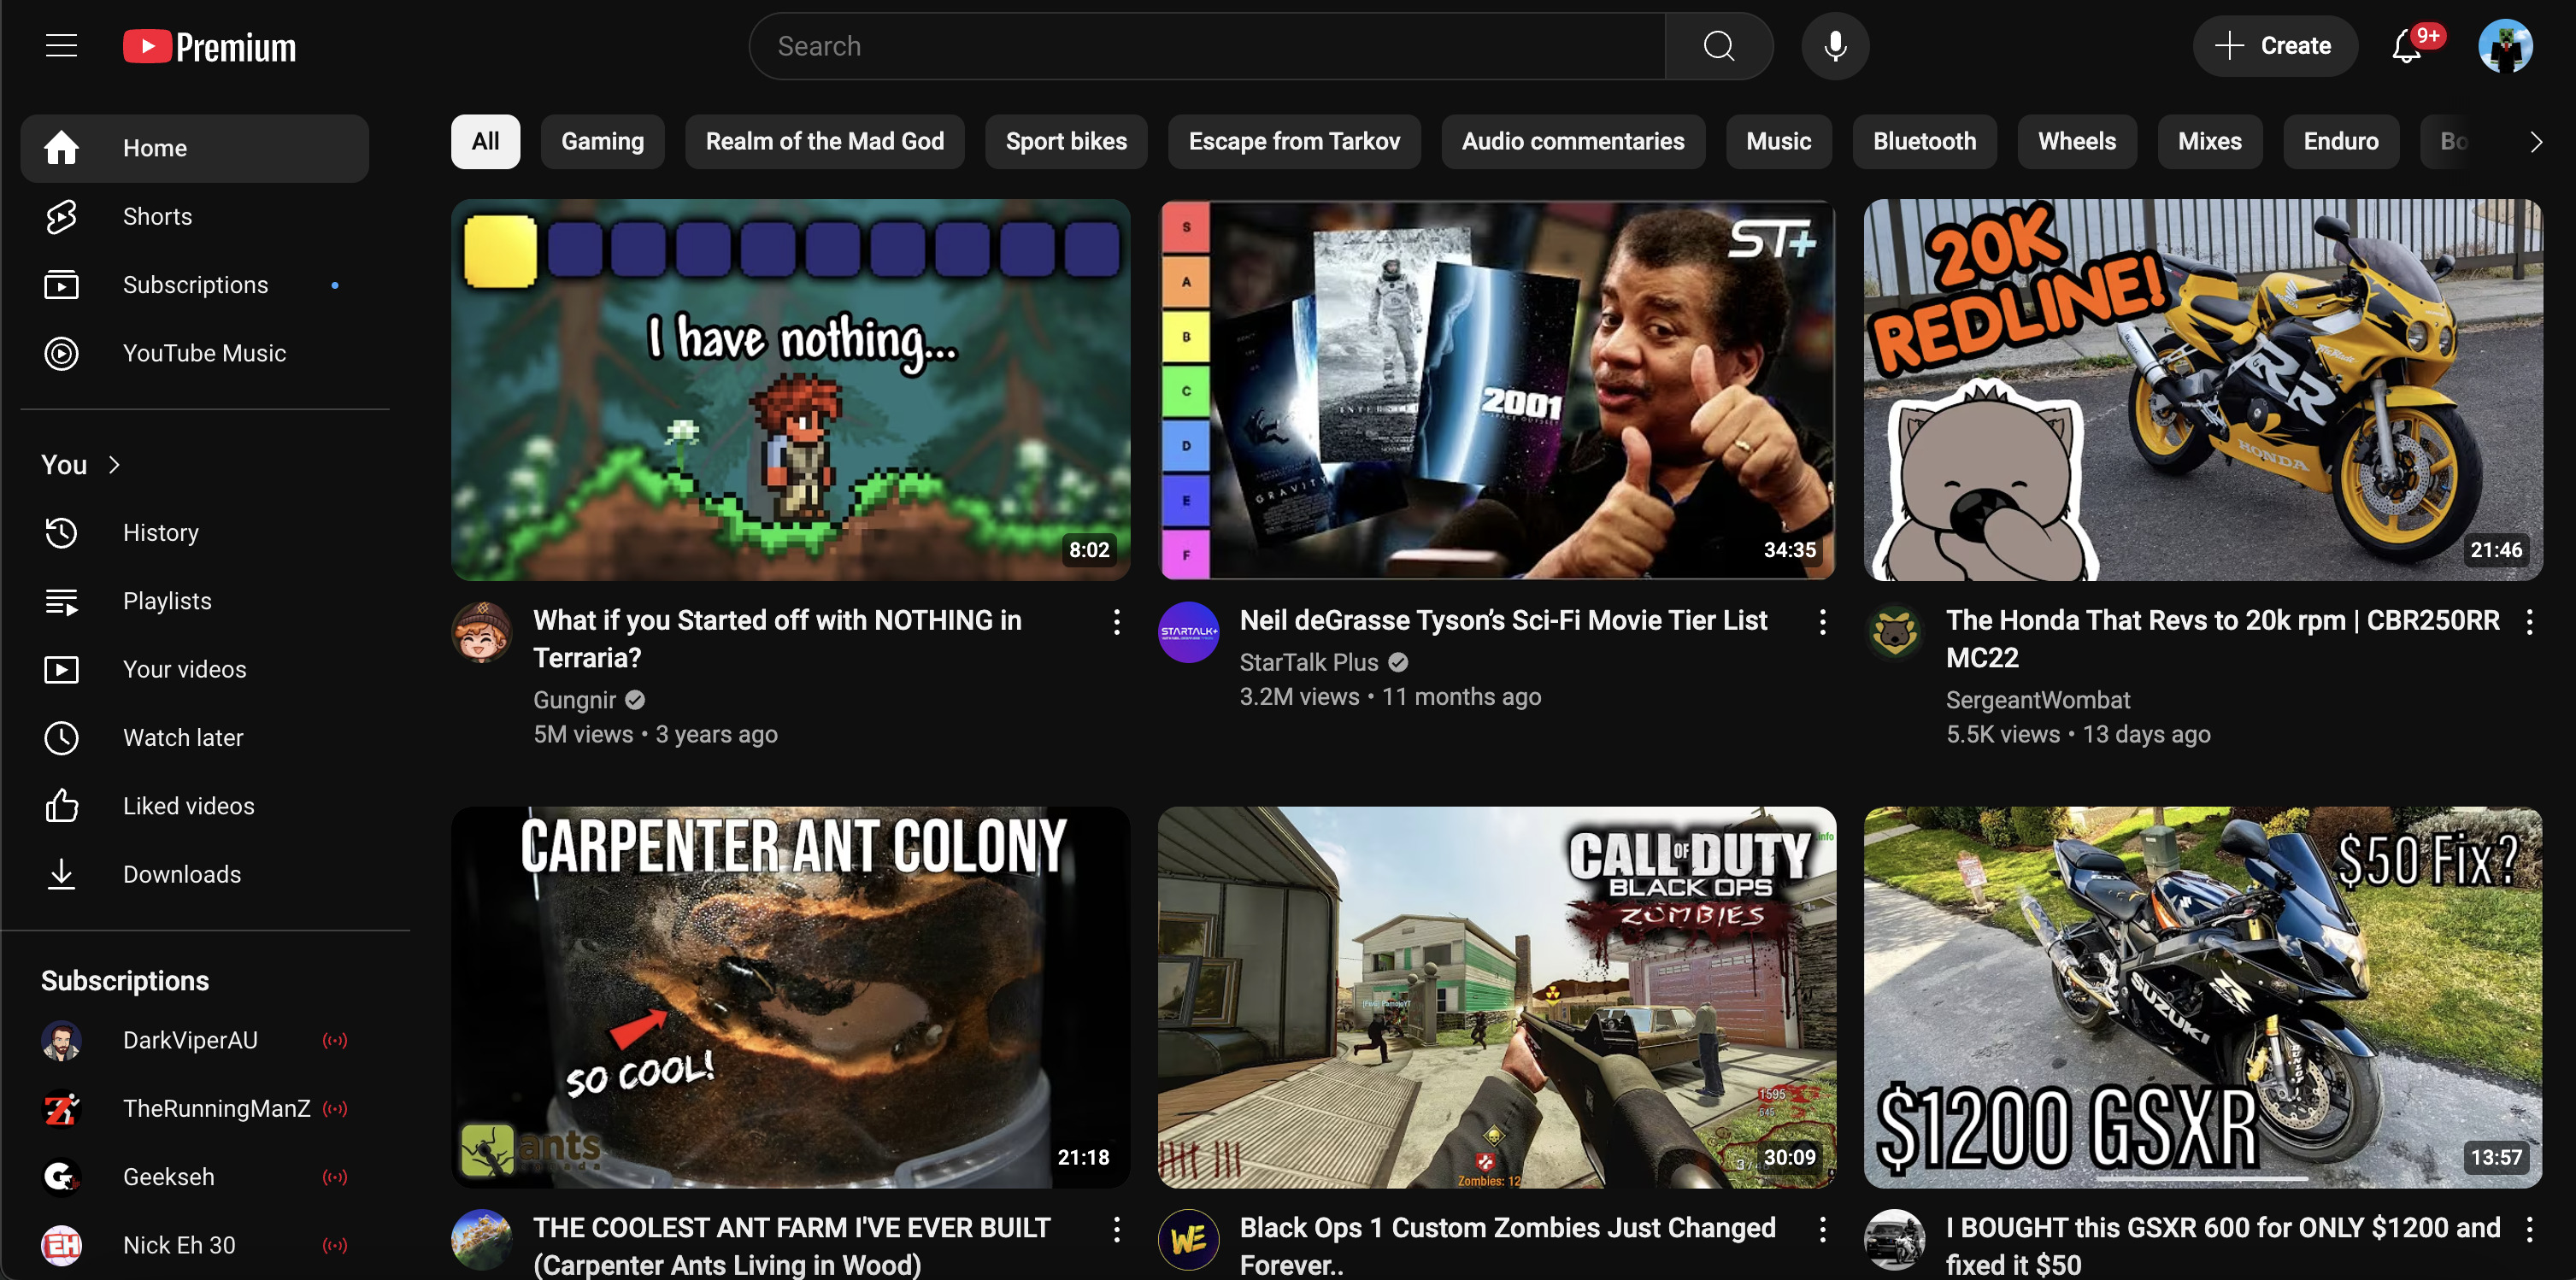 Premium
Search
Create
9+
Home
Shorts
Subscriptions
YouTube Music
You
History
Playlists
Your videos
Watch later
Liked videos
Downloads
Subscriptions
DarkViperAU
TheRunningManZ
Geekseh
Nick Eh 30
All
Gaming
Realm of the Mad God
Sport bikes
Escape from Tarkov
Audio commentaries
Music
Bluetooth
Wheels
Mixes
Enduro
I have nothing...
8:02
What if you Started off with NOTHING in
Terraria?
Gungnir
5M views • 3 years ago
S
A
B
C
D
E
F
ST+
GRAVITY
2001
34:35
STARTALK+
Neil deGrasse Tyson’s Sci-Fi Movie Tier List
StarTalk Plus
3.2M views • 11 months ago
20K
REDLINE!
RR
HONDA
21:46
The Honda That Revs to 20k rpm | CBR250RR
MC22
SergeantWombat
5.5K views • 13 days ago
CARPENTER ANT COLONY
SO COOL!
ants
21:18
THE COOLEST ANT FARM I'VE EVER BUILT
(Carpenter Ants Living in Wood)
CALL OF DUTY
BLACK OPS
ZOMBIES
1595
645
Zombies: 12
30:09
WE
Black Ops 1 Custom Zombies Just Changed
Forever..
$50 Fix?
SUZUKI
$1200 GSXR
13:57
I BOUGHT this GSXR 600 for ONLY $1200 and
fixed it $50